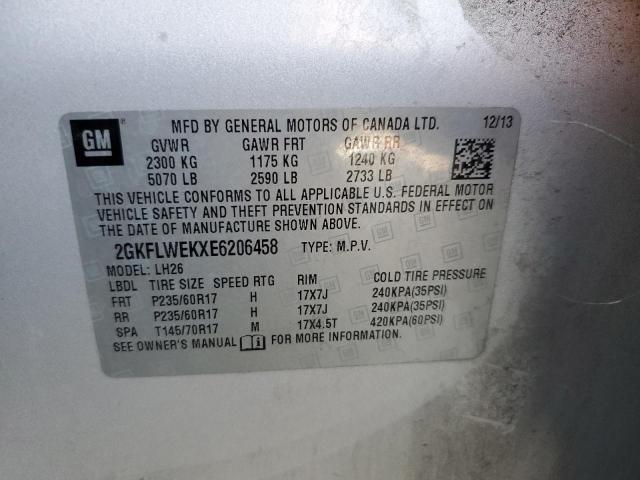 GM
MFD BY GENERAL MOTORS OF CANADA LTD. 12/13
GVWR GAWR FRT GAWR RR
2300 KG 1175 KG 1240 KG
5070 LB 2590 LB 2733 LB
THIS VEHICLE CONFORMS TO ALL APPLICABLE U.S. FEDERAL MOTOR
VEHICLE SAFETY AND THEFT PREVENTION STANDARDS IN EFFECT ON
THE DATE OF MANUFACTURE SHOWN ABOVE.
2GKFLWEKXE6206458 TYPE: M.P.V.
MODEL: LH26
LBDL TIRE SIZE SPEED RTG RIM COLD TIRE PRESSURE
FRT P235/60R17 H 17X7J 240KPA(35PSI)
RR P235/60R17 H 17X7J 240KPA(35PSI)
SPA T145/70R17 M 17X4.5T 420KPA(60PSI)
SEE OWNER'S MANUAL FOR MORE INFORMATION.